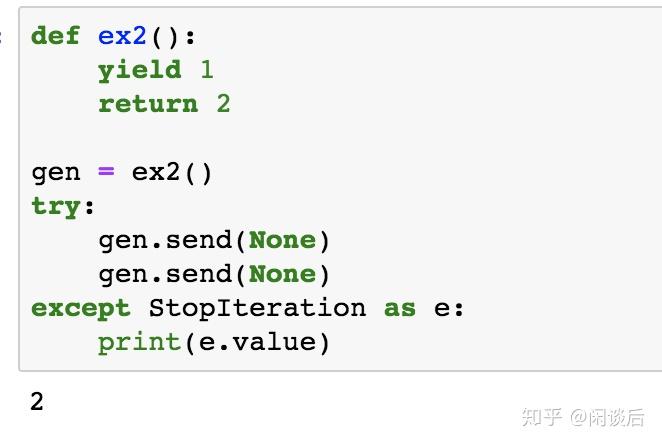 def ex2():
    yield 1
    return 2

gen = ex2()
try:
    gen.send(None)
    gen.send(None)
except StopIteration as e:
    print(e.value)
2
知乎 @闲谈后